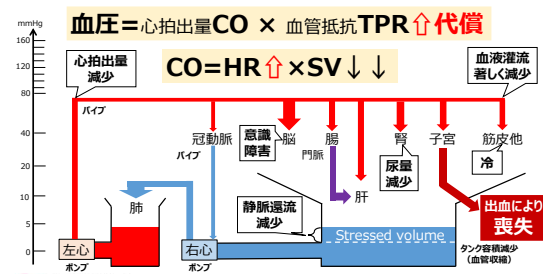 血圧=心拍出量CO × 血管抵抗TPR⇧代償
CO=HR⇧×SV↓↓
mmHg
160
120
80
40
20
10
5
0
心拍出量
減少
血液灌流
著しく減少
パイプ
冠動脈
パイプ
意識
障害
脳
腸
門脈
肝
腎
尿量
減少
子宮
筋皮他
冷
肺
静脈還流
減少
Stressed volume
出血により
喪失
タンク容積減少
(血管収縮)
左心
ポンプ
右心
ポンプ